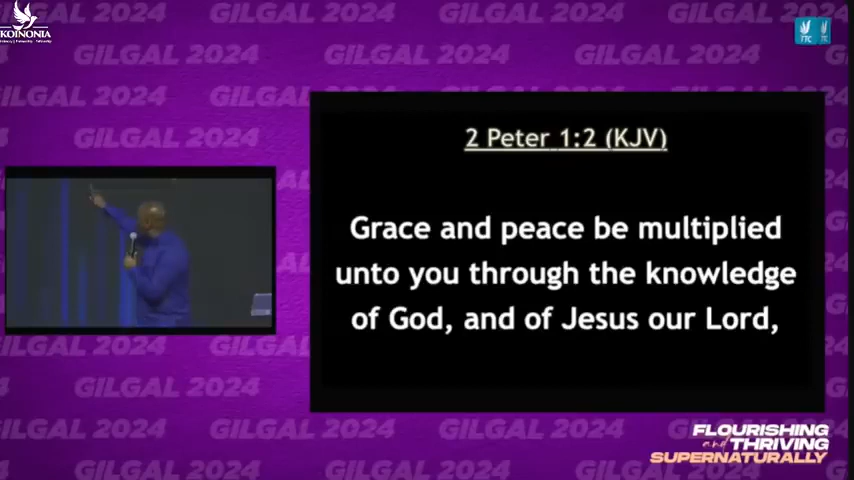 KOINONIA
GILGAL 2024
2 Peter 1:2 (KJV)
Grace and peace be multiplied
unto you through the knowledge
of God, and of Jesus our Lord,
FLOURISHING
and THRIVING
SUPERNATURALLY